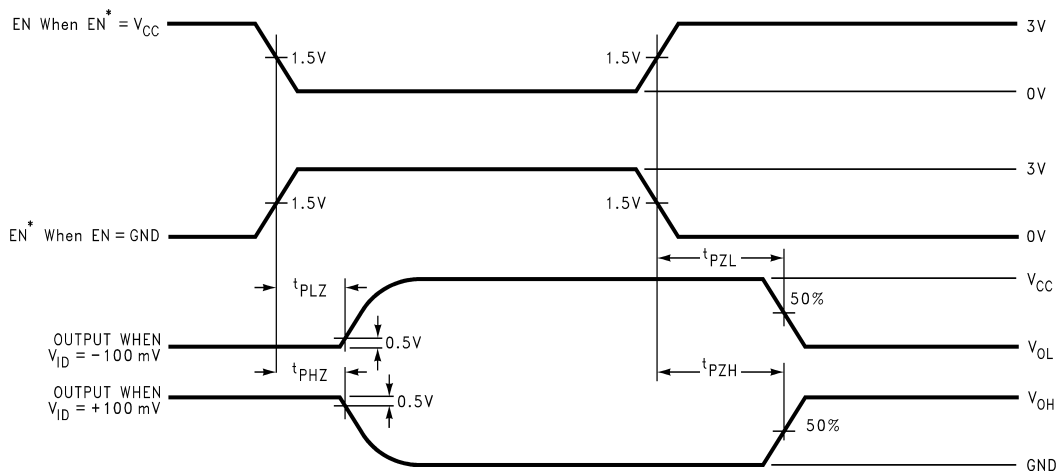 EN When EN* = VCC
1.5V
1.5V
3V
0V
3V
1.5V
1.5V
EN* When EN = GND
0V
tPZL
VCC
tPLZ
50%
OUTPUT WHEN
VID = −100 mV
0.5V
VOL
tPHZ
tPZH
OUTPUT WHEN
VID = +100 mV
0.5V
VOH
50%
GND